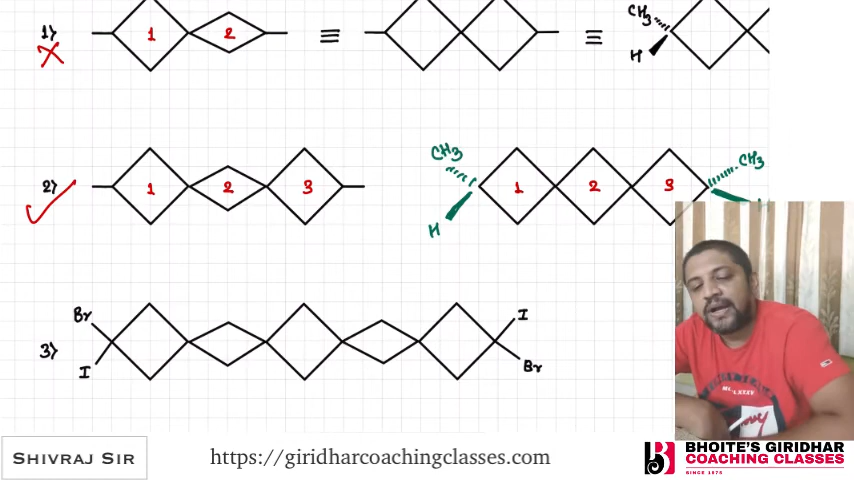 1) 1 2 ≡ ≡ CH3 H
2) 1 2 3 CH3 H 1 2 3 CH3
3) Br I I Br
SHIVRAJ SIR
https://giridharcoachingclasses.com
BHOITE'S GIRIDHAR
COACHING CLASSES
SINCE 1975